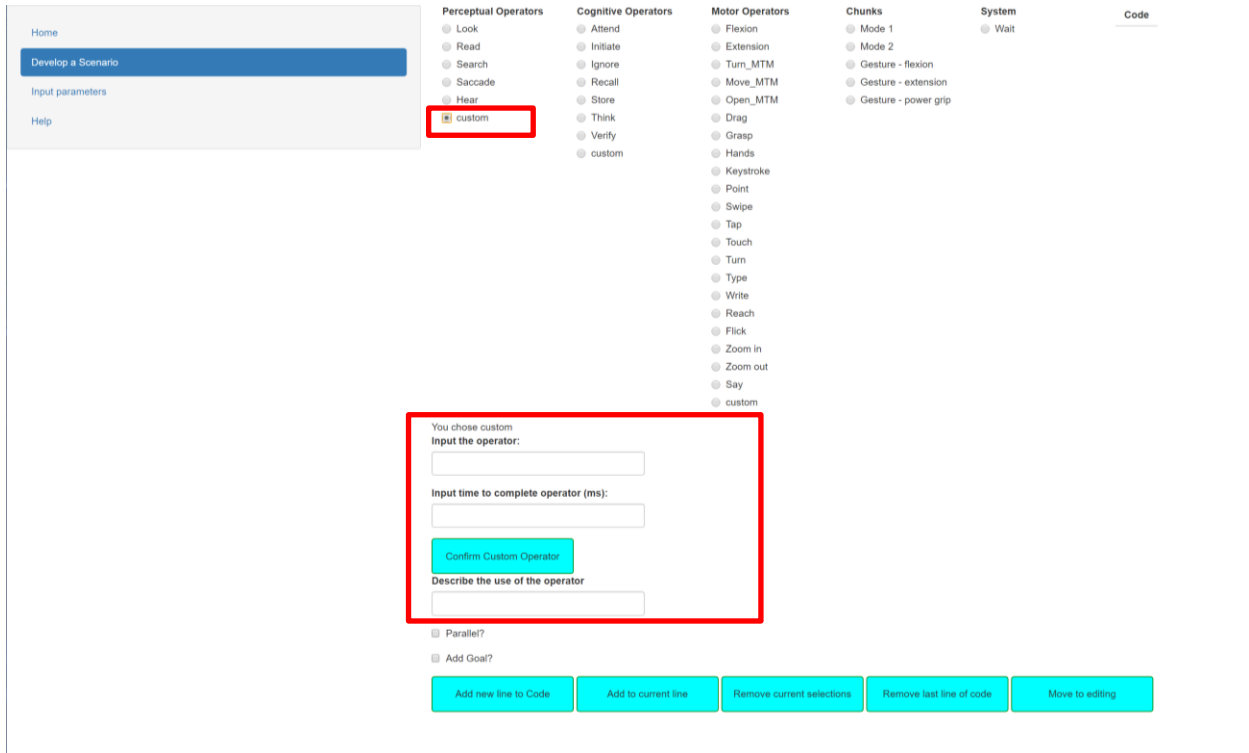 Home
Develop a Scenario
Input parameters
Help
Perceptual Operators
Look
Read
Search
Saccade
Hear
custom
Cognitive Operators
Attend
Initiate
Ignore
Recall
Store
Think
Verify
custom
Motor Operators
Flexion
Extension
Turn_MTM
Move_MTM
Open_MTM
Drag
Grasp
Hands
Keystroke
Point
Swipe
Tap
Touch
Turn
Type
Write
Reach
Flick
Zoom in
Zoom out
Say
custom
Chunks
Mode 1
Mode 2
Gesture - flexion
Gesture - extension
Gesture - power grip
System
Wait
Code
You chose custom
Input the operator:
Input time to complete operator (ms):
Confirm Custom Operator
Describe the use of the operator
Parallel?
Add Goal?
Add new line to Code
Add to current line
Remove current selections
Remove last line of code
Move to editing